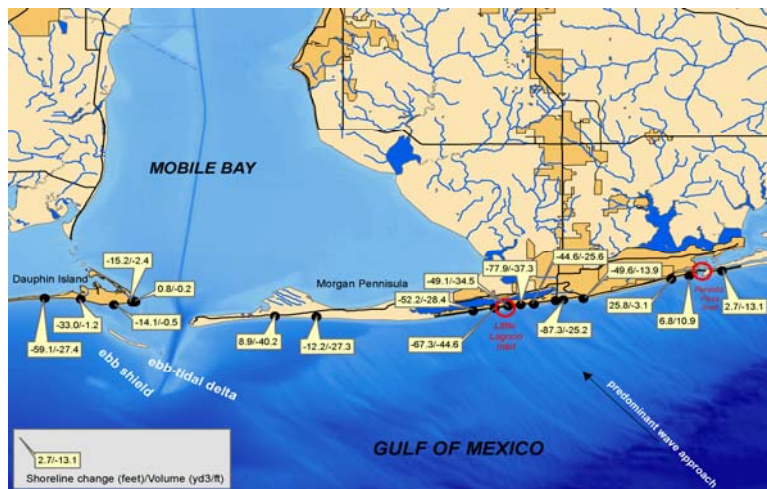 MOBILE BAY
-15.2/-2.4
Dauphin Island
0.8/-0.2
-33.0/-1.2
-14.1/-0.5
-59.1/-27.4
ebb shield
ebb-tidal delta
Morgan Pennisula
8.9/-40.2
-12.2/-27.3
-49.1/-34.5
-77.9/-37.3
-44.6/-25.6
-52.2/-28.4
-49.6/-13.9
-67.3/-44.6
Little
Lagoon
Inlet
-87.3/-25.2
25.8/-3.1
6.8/10.9
Perdido
Pass
Inlet
2.7/-13.1
predominant wave approach
GULF OF MEXICO
2.7/-13.1
Shoreline change (feet)/Volume (yd3/ft)